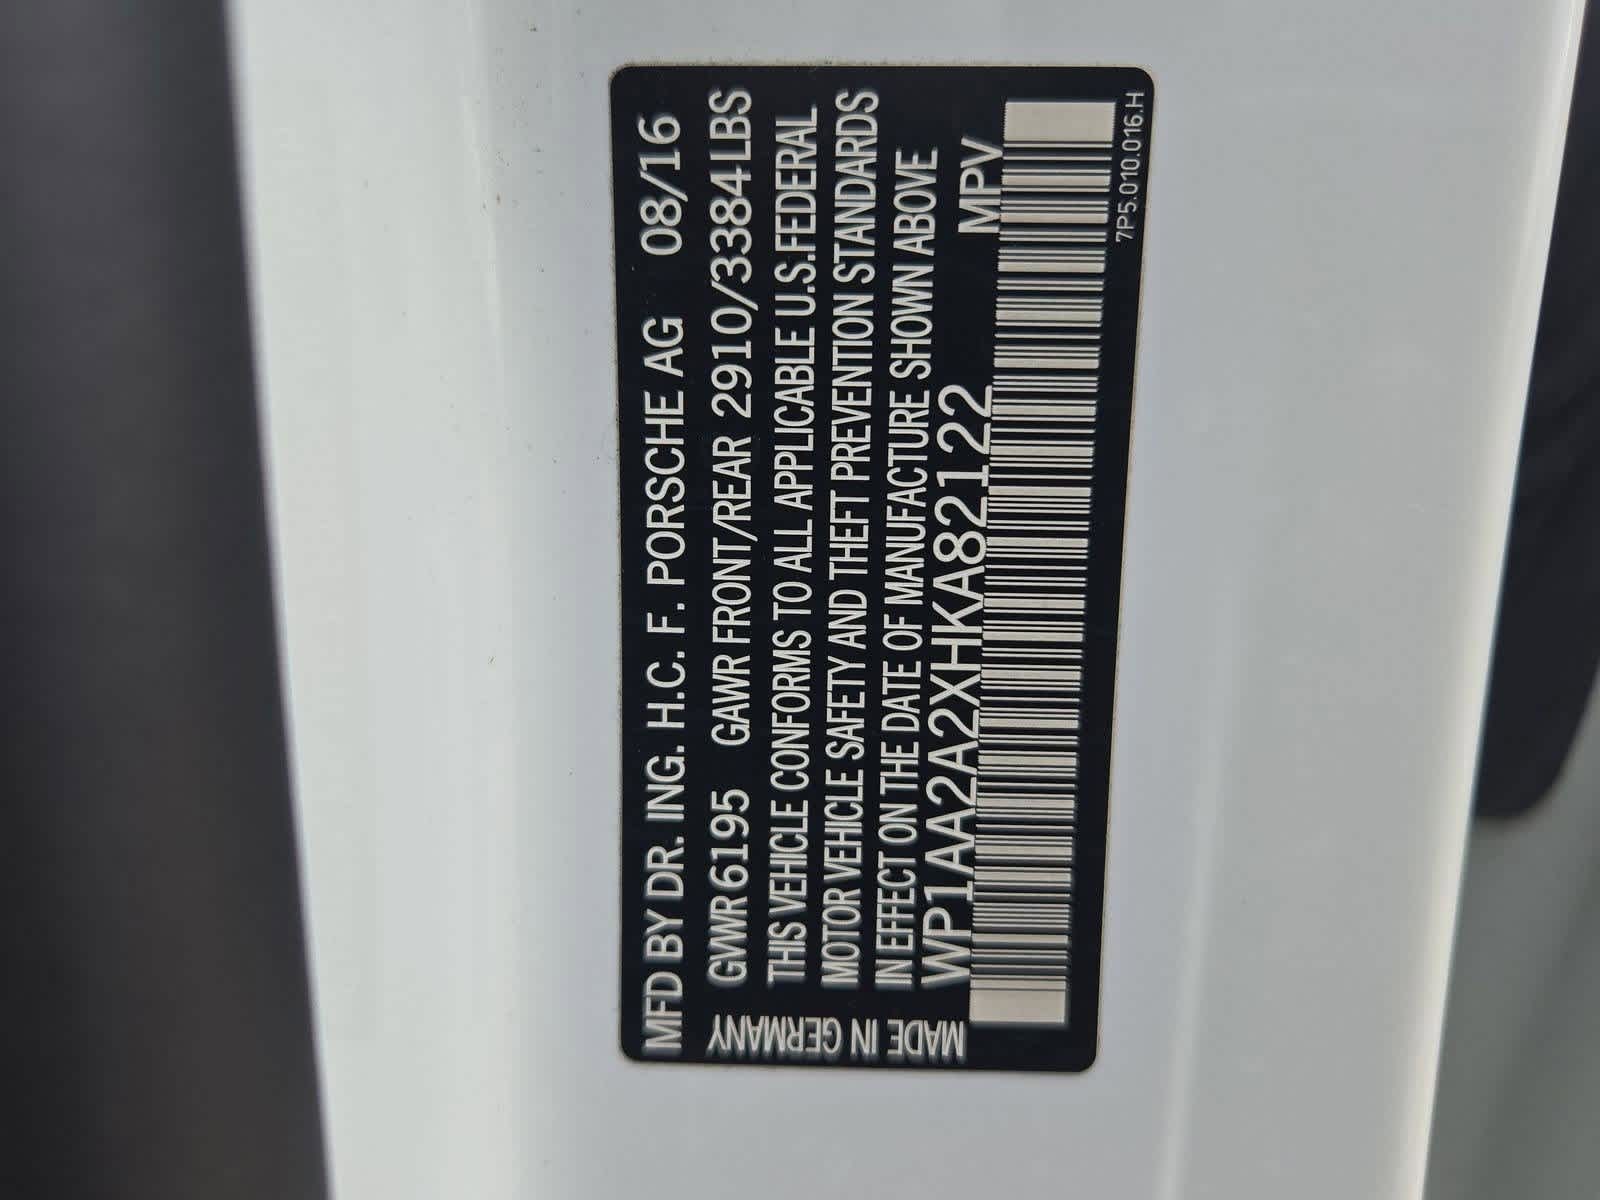 MFD BY DR. ING. H.C. F. PORSCHE AG 08/16
GVWR 6195 GAWR FRONT/REAR 2910/3384LBS
THIS VEHICLE CONFORMS TO ALL APPLICABLE U.S.FEDERAL
MOTOR VEHICLE SAFETY AND THEFT PREVENTION STANDARDS
IN EFFECT ON THE DATE OF MANUFACTURE SHOWN ABOVE
WP1AA2A2XHKA82122 MPV
7P5.010.016.H
MADE IN GERMANY